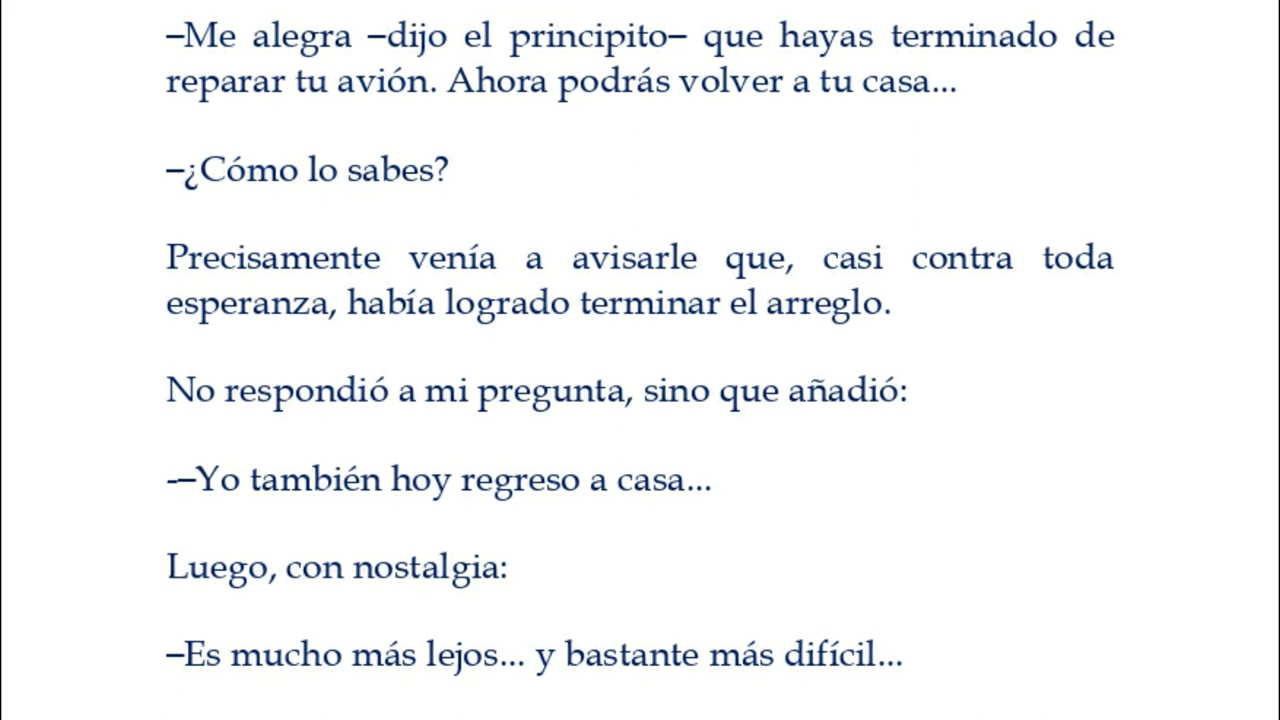 –Me alegra –dijo el principito– que hayas terminado de
reparar tu avión. Ahora podrás volver a tu casa...
–¿Cómo lo sabes?
Precisamente venía a avisarle que, casi contra toda
esperanza, había logrado terminar el arreglo.
No respondió a mi pregunta, sino que añadió:
-–Yo también hoy regreso a casa...
Luego, con nostalgia:
–Es mucho más lejos... y bastante más difícil...